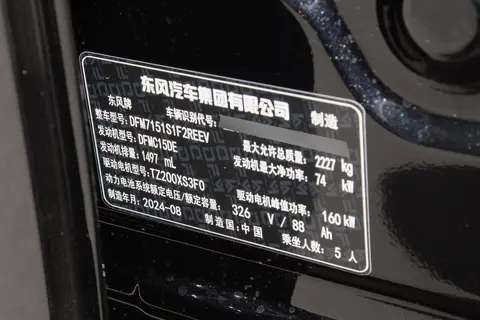 东风汽车集团有限公司 制造
东风牌 车辆识别代号:
整车型号:DFM7151S1F2REEV 最大允许总质量: 2227 kg
发动机型号:DFMC15DE 发动机最大净功率: 74 kW
发动机排量: 1497 mL
驱动电机型号:TZ200XS3F0 驱动电机峰值功率: 160 kW
动力电池系统额定电压/额定容量: 326 V / 88 Ah
制造年月: 2024-08 制造国:中国 乘坐人数: 5 人